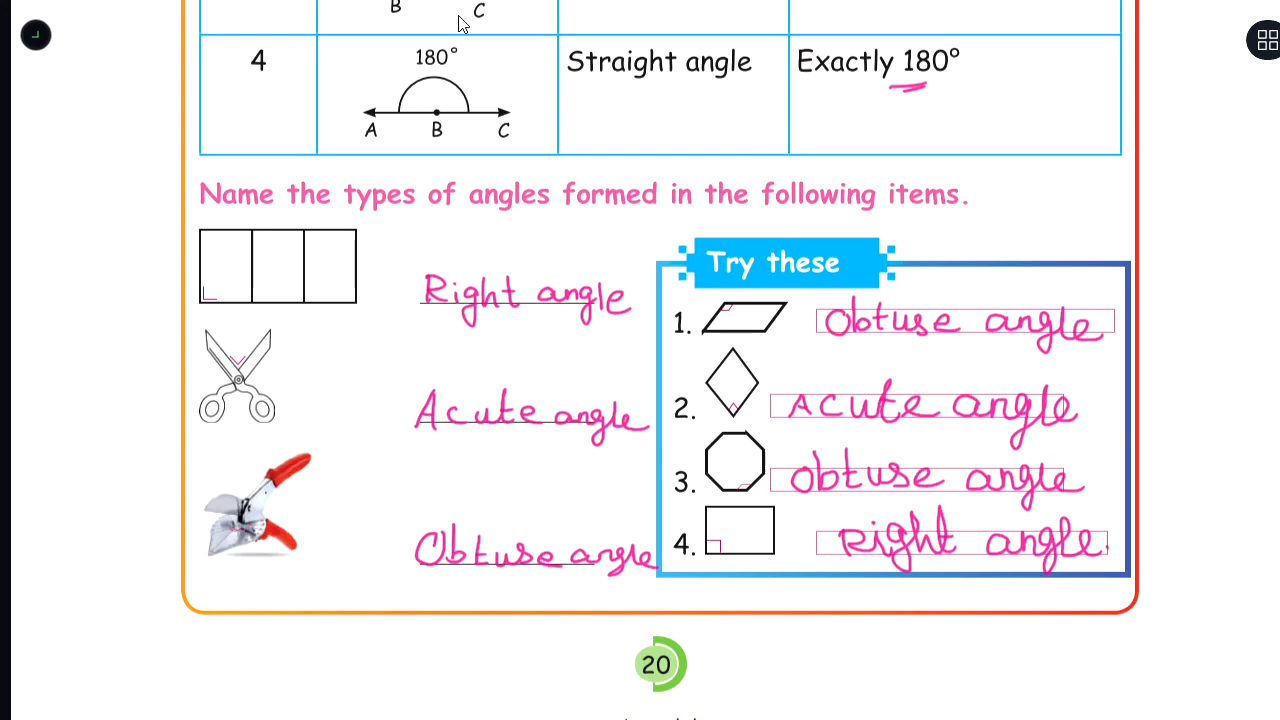 B C
4 180° Straight angle Exactly 180°
A B C
Name the types of angles formed in the following items.
Right angle
Acute angle
Obtuse angle
Try these
1. Obtuse angle
2. Acute angle
3. Obtuse angle
4. Right angle.
20